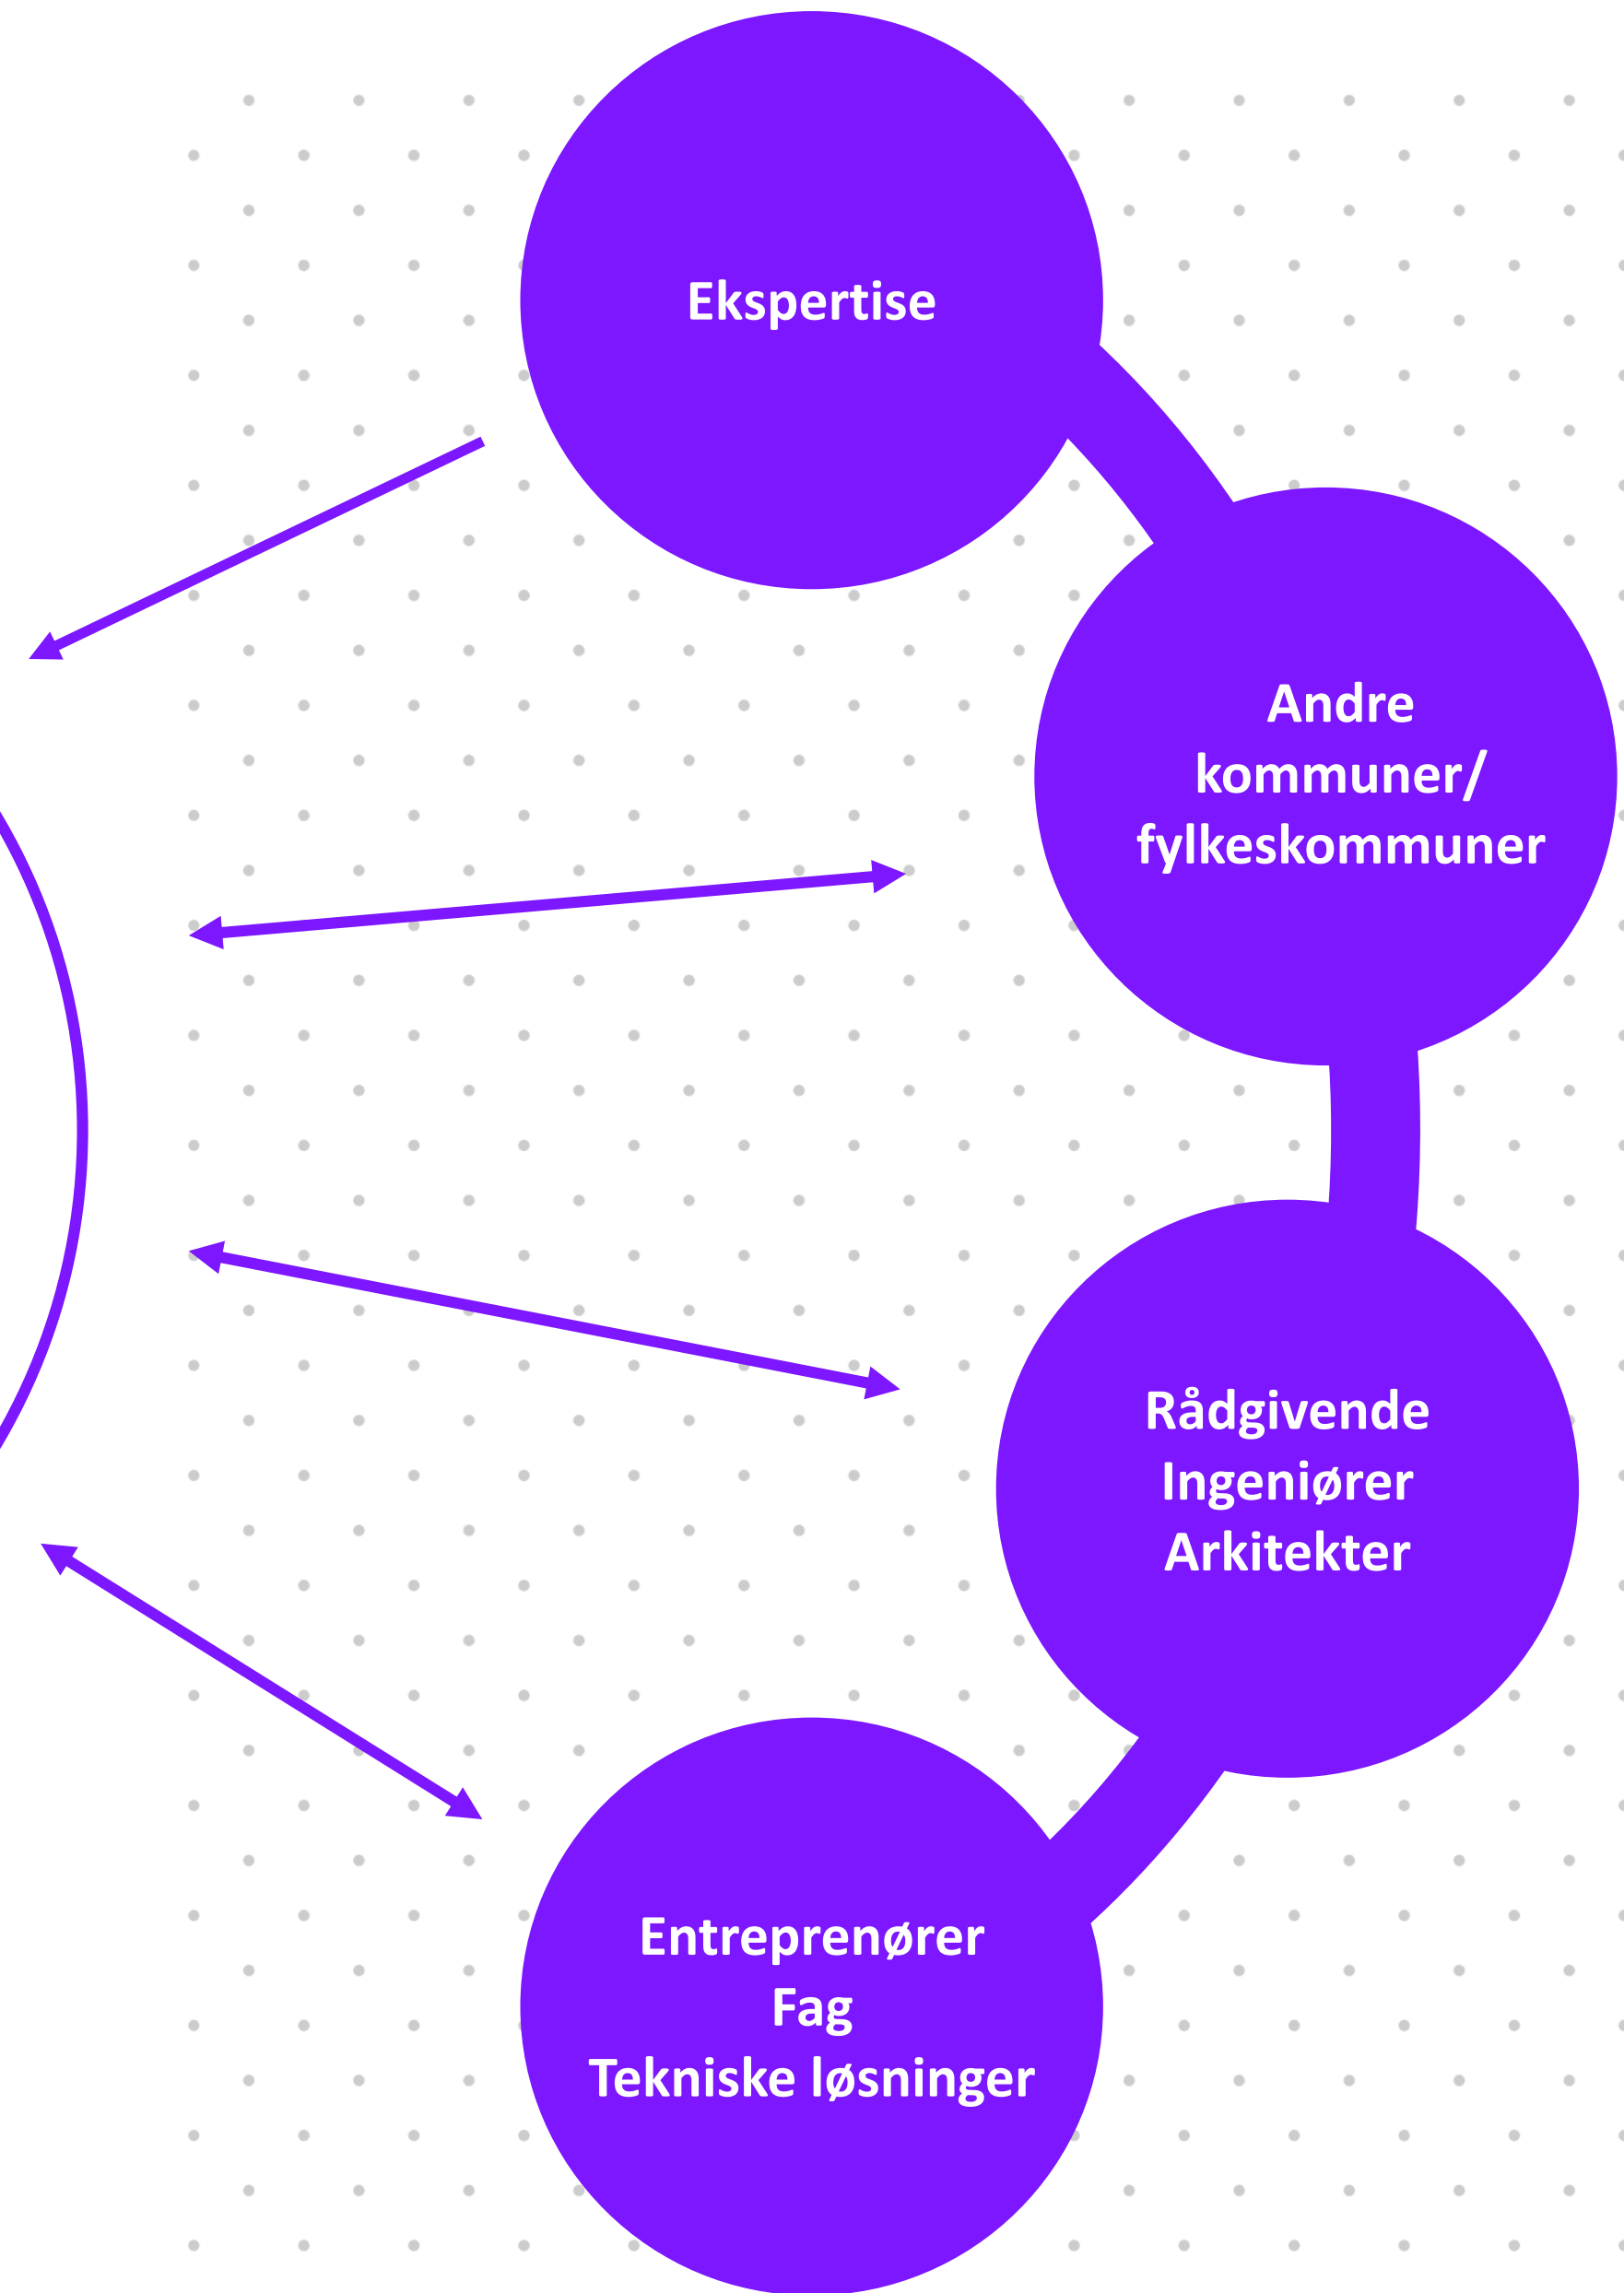 Ekspertise
Andre
kommuner/
fylkeskommuner
Rådgivende
Ingeniører
Arkitekter
Entreprenører
Fag
Tekniske løsninger